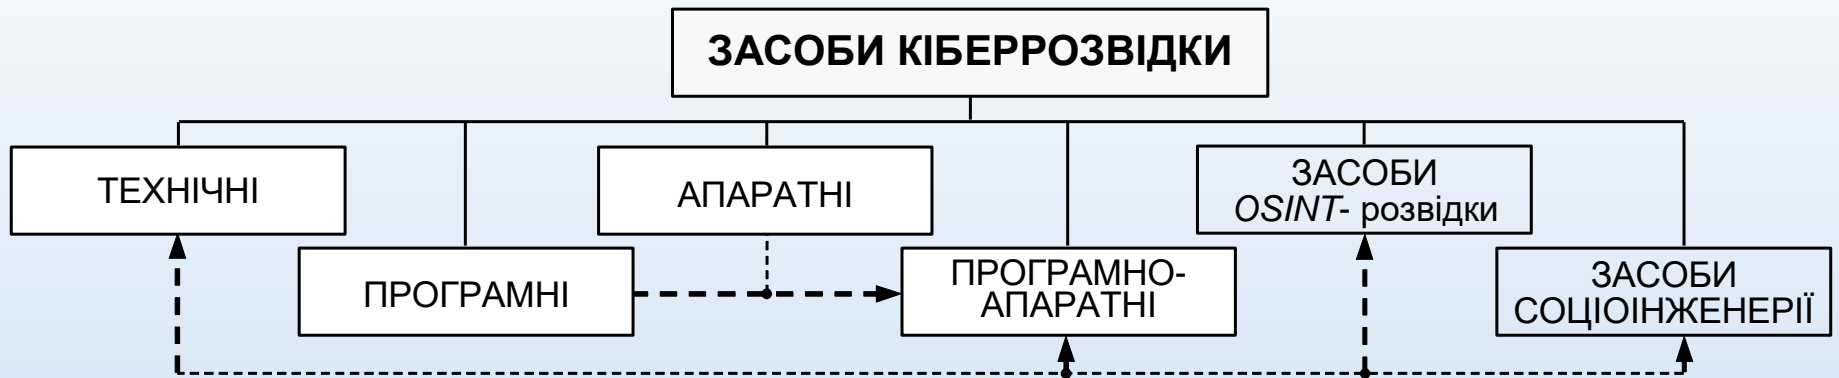 ЗАСОБИ КІБЕРРОЗВІДКИ
ТЕХНІЧНІ
ПРОГРАМНІ
АПАРАТНІ
ПРОГРАМНО-
АПАРАТНІ
ЗАСОБИ
OSINT- розвідки
ЗАСОБИ
СОЦІОІНЖЕНЕРІЇ